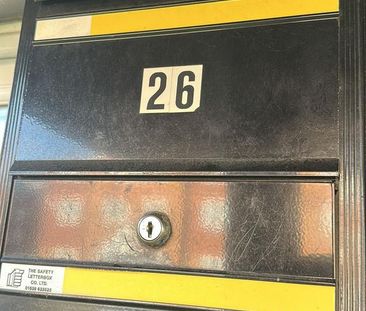 26
THE SAFETY
LETTERBOX
CO. LTD.